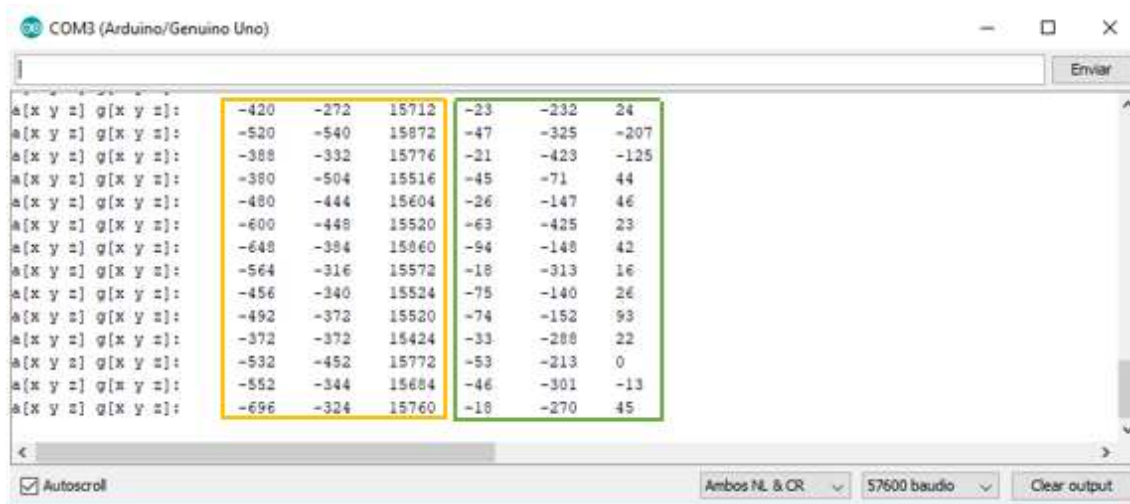 COM3 (Arduino/Genuino Uno)
Enviar
a[x y z] g[x y z]: -420 -272 15712 -23 -232 24
a[x y z] g[x y z]: -520 -540 15872 -47 -325 -207
a[x y z] g[x y z]: -388 -332 15776 -21 -423 -125
a[x y z] g[x y z]: -380 -504 15516 -45 -71 44
a[x y z] g[x y z]: -480 -444 15604 -26 -147 46
a[x y z] g[x y z]: -600 -448 15520 -63 -425 23
a[x y z] g[x y z]: -648 -384 15860 -94 -148 42
a[x y z] g[x y z]: -564 -316 15572 -18 -313 16
a[x y z] g[x y z]: -456 -340 15524 -75 -140 26
a[x y z] g[x y z]: -492 -372 15520 -74 -152 93
a[x y z] g[x y z]: -372 -372 15424 -33 -288 22
a[x y z] g[x y z]: -532 -452 15772 -53 -213 0
a[x y z] g[x y z]: -552 -344 15684 -46 -301 -13
a[x y z] g[x y z]: -696 -324 15760 -18 -270 45
Autoscroll Ambos NL & CR 57600 baudio Clear output